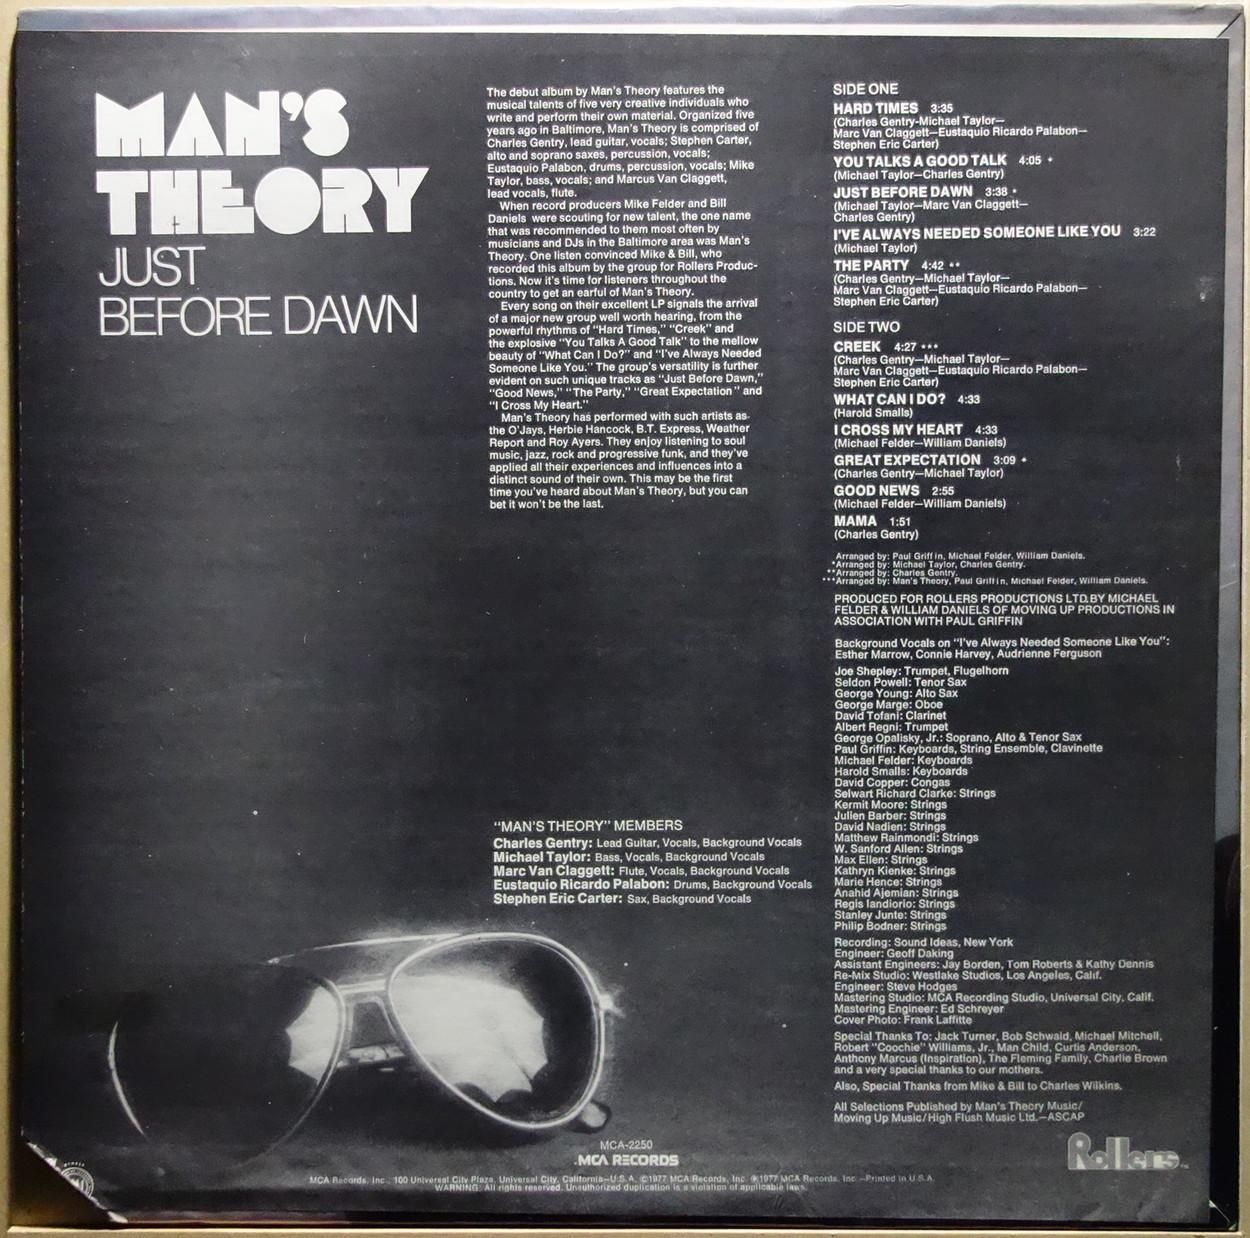 MAN'S
THEORY
JUST
BEFORE DAWN
The debut album by Man's Theory features the
musical talents of five very creative individuals who
write and perform their own material. Organized five
years ago in Baltimore, Man's Theory is comprised of
Charles Gentry, lead guitar, vocals; Stephen Carter,
alto and soprano saxes, percussion, vocals;
Eustaquio Palabon, drums, percussion, vocals; Mike
Taylor, bass, vocals; and Marcus Van Claggett,
lead vocals, flute.
When record producers Mike Felder and Bill
Daniels were scouting for new talent, the one name
that was recommended to them most often by
musicians and DJs in the Baltimore area was Man's
Theory. One listen convinced Mike & Bill, who
recorded this album by the group for Rollers Produc-
tions. Now it's time for listeners throughout the
country to get an earful of Man's Theory.
Every song on their excellent LP signals the arrival
of a major new group well worth hearing, from the
powerful rhythms of "Hard Times," "Creek" and
the explosive "You Talks A Good Talk" to the mellow
beauty of "What Can I Do?" and "I've Always Needed
Someone Like You." The group's versatility is further
evident on such unique tracks as "Just Before Dawn,"
"Good News," "The Party," "Great Expectation" and
"I Cross My Heart."
Man's Theory has performed with such artists as
the O'Jays, Herbie Hancock, B.T. Express, Weather
Report and Roy Ayers. They enjoy listening to soul
music, jazz, rock and progressive funk, and they've
applied all their experiences and influences into a
distinct sound of their own. This may be the first
time you've heard about Man's Theory, but you can
bet it won't be the last.
"MAN'S THEORY" MEMBERS
Charles Gentry: Lead Guitar, Vocals, Background Vocals
Michael Taylor: Bass, Vocals, Background Vocals
Marc Van Claggett: Flute, Vocals, Background Vocals
Eustaquio Ricardo Palabon: Drums, Background Vocals
Stephen Eric Carter: Sax, Background Vocals
SIDE ONE
HARD TIMES 3:35
(Charles Gentry-Michael Taylor—
Marc Van Claggett—Eustaquio Ricardo Palabon—
Stephen Eric Carter)
YOU TALKS A GOOD TALK 4:05 *
(Michael Taylor—Charles Gentry)
JUST BEFORE DAWN 3:38 *
(Michael Taylor—Marc Van Claggett—
Charles Gentry)
I'VE ALWAYS NEEDED SOMEONE LIKE YOU 3:22
(Michael Taylor)
THE PARTY 4:42 **
(Charles Gentry—Michael Taylor—
Marc Van Claggett—Eustaquio Ricardo Palabon—
Stephen Eric Carter)
SIDE TWO
CREEK 4:27 ***
(Charles Gentry—Michael Taylor—
Marc Van Claggett—Eustaquio Ricardo Palabon—
Stephen Eric Carter)
WHAT CAN I DO? 4:33
(Harold Smalls)
I CROSS MY HEART 4:33
(Michael Felder—William Daniels)
GREAT EXPECTATION 3:09 *
(Charles Gentry—Michael Taylor)
GOOD NEWS 2:55
(Michael Felder—William Daniels)
MAMA 1:51
(Charles Gentry)
Arranged by: Paul Griffin, Michael Felder, William Daniels.
*Arranged by: Michael Taylor, Charles Gentry.
**Arranged by: Charles Gentry.
***Arranged by: Man's Theory, Paul Griffin, Michael Felder, William Daniels.
PRODUCED FOR ROLLERS PRODUCTIONS LTD. BY MICHAEL
FELDER & WILLIAM DANIELS OF MOVING UP PRODUCTIONS IN
ASSOCIATION WITH PAUL GRIFFIN
Background Vocals on "I've Always Needed Someone Like You":
Esther Marrow, Connie Harvey, Audrienne Ferguson
Joe Shepley: Trumpet, Flugelhorn
Seldon Powell: Tenor Sax
George Young: Alto Sax
George Marge: Oboe
David Tofani: Clarinet
Albert Regni: Trumpet
George Opalisky, Jr.: Soprano, Alto & Tenor Sax
Paul Griffin: Keyboards, String Ensemble, Clavinette
Michael Felder: Keyboards
Harold Smalls: Keyboards
David Copper: Congas
Selwart Richard Clarke: Strings
Kermit Moore: Strings
Julien Barber: Strings
David Nadien: Strings
Matthew Rainmondi: Strings
W. Sanford Allen: Strings
Max Ellen: Strings
Kathryn Kienke: Strings
Marie Hence: Strings
Anahid Ajemian: Strings
Regis Iandiorio: Strings
Stanley Junte: Strings
Philip Bodner: Strings
Recording: Sound Ideas, New York
Engineer: Geoff Daking
Assistant Engineers: Jay Borden, Tom Roberts & Kathy Dennis
Re-Mix Studio: Westlake Studios, Los Angeles, Calif.
Engineer: Steve Hodges
Mastering Studio: MCA Recording Studio, Universal City, Calif.
Mastering Engineer: Ed Schreyer
Cover Photo: Frank Laffitte
Special Thanks To: Jack Turner, Bob Schwaid, Michael Mitchell,
Robert "Coochie" Williams, Jr., Man Child, Curtis Anderson,
Anthony Marcus (Inspiration), The Fleming Family, Charlie Brown
and a very special thanks to our mothers.
Also, Special Thanks from Mike & Bill to Charles Wilkins.
All Selections Published by Man's Theory Music/
Moving Up Music/High Flush Music Ltd.—ASCAP
Rollers
MCA-2250
MCA RECORDS
MCA Records, Inc., 100 Universal City Plaza, Universal City, California—U.S.A. ©1977 MCA Records, Inc. ℗1977 MCA Records, Inc.—Printed in U.S.A.
WARNING: All rights reserved. Unauthorized duplication is a violation of applicable laws.